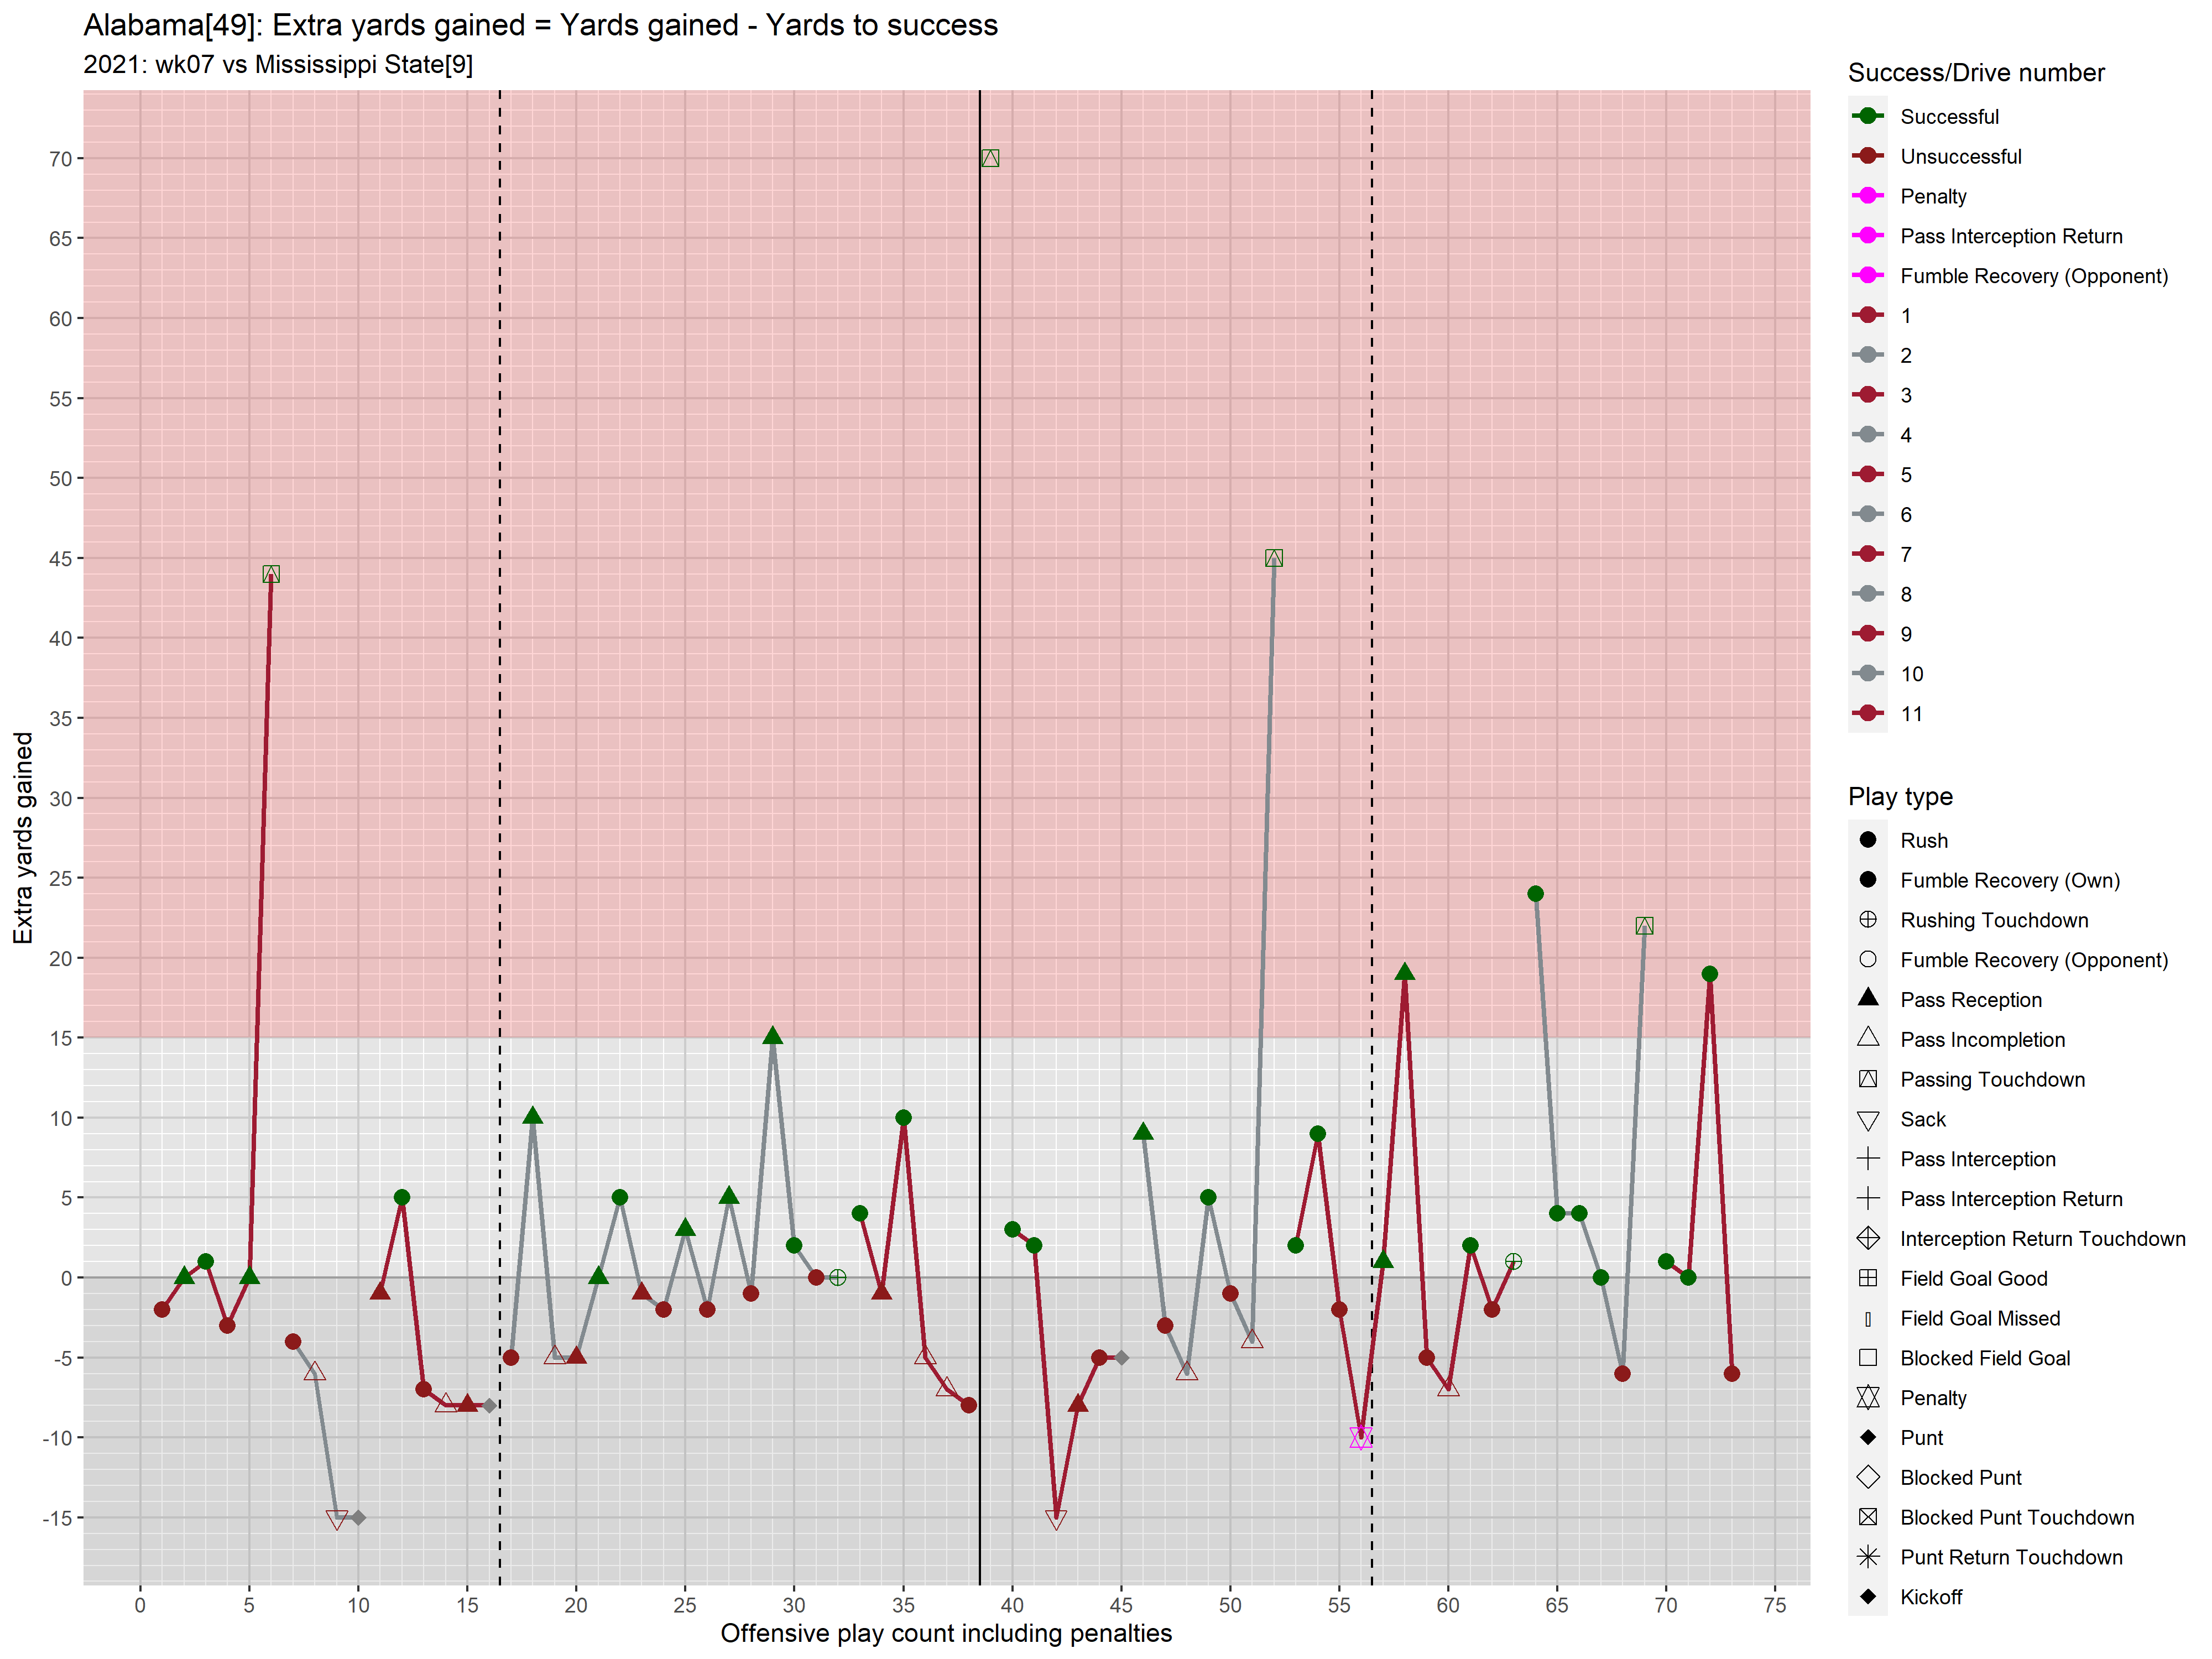 Alabama[49]: Extra yards gained = Yards gained - Yards to success
2021: wk07 vs Mississippi State[9]
Extra yards gained
70
65
60
55
50
45
40
35
30
25
20
15
10
5
0
-5
-10
-15
0 5 10 15 20 25 30 35 40 45 50 55 60 65 70 75
Offensive play count including penalties
Success/Drive number
Successful
Unsuccessful
Penalty
Pass Interception Return
Fumble Recovery (Opponent)
1
2
3
4
5
6
7
8
9
10
11
Play type
Rush
Fumble Recovery (Own)
Rushing Touchdown
Fumble Recovery (Opponent)
Pass Reception
Pass Incompletion
Passing Touchdown
Sack
Pass Interception
Pass Interception Return
Interception Return Touchdown
Field Goal Good
Field Goal Missed
Blocked Field Goal
Penalty
Punt
Blocked Punt
Blocked Punt Touchdown
Punt Return Touchdown
Kickoff